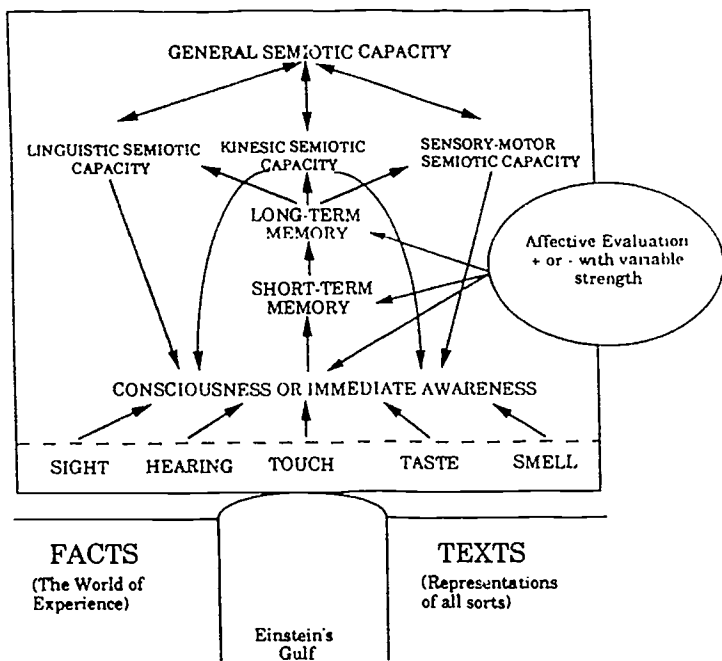 GENERAL SEMIOTIC CAPACITY
LINGUISTIC SEMIOTIC
CAPACITY
KINESIC SEMIOTIC
CAPACITY
SENSORY-MOTOR
SEMIOTIC CAPACITY
LONG-TERM
MEMORY
Affective Evaluation
+ or - with variable
strength
SHORT-TERM
MEMORY
CONSCIOUSNESS OR IMMEDIATE AWARENESS
SIGHT
HEARING
TOUCH
TASTE
SMELL
FACTS
(The World of
Experience)
TEXTS
(Representations
of all sorts)
Einstein's
Gulf